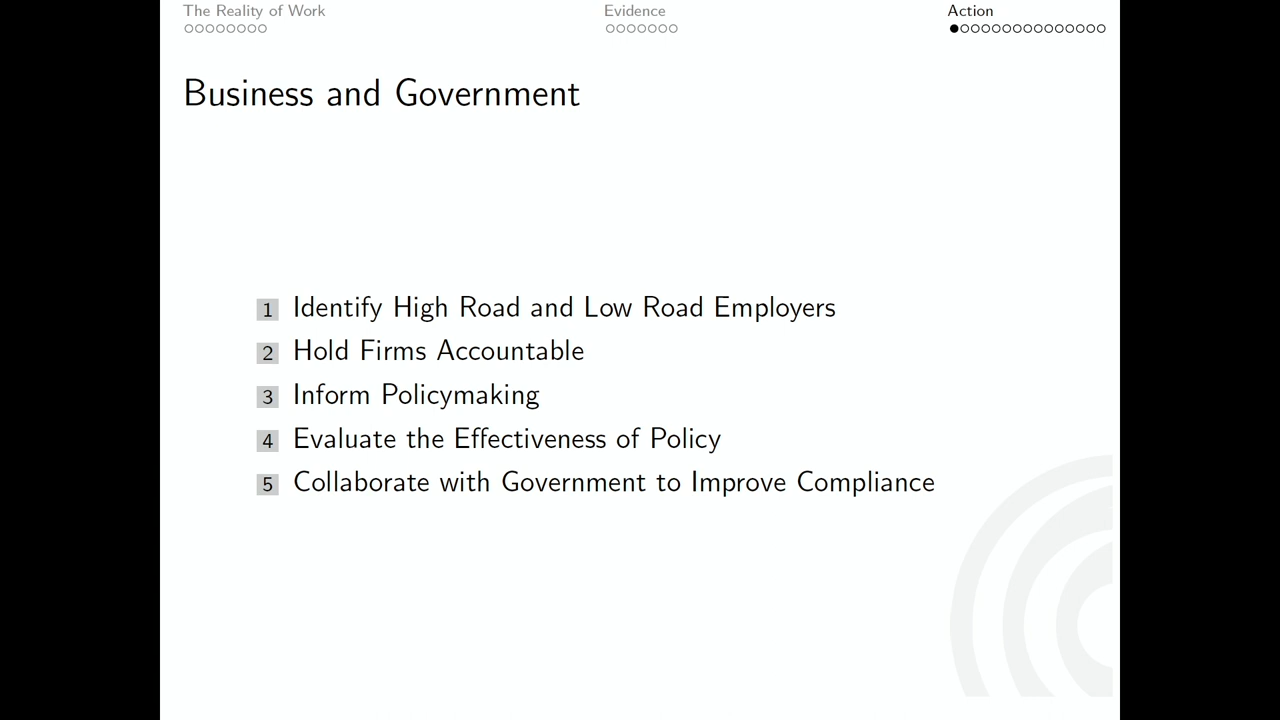 The Reality of Work
Evidence
Action
Business and Government
1 Identify High Road and Low Road Employers
2 Hold Firms Accountable
3 Inform Policymaking
4 Evaluate the Effectiveness of Policy
5 Collaborate with Government to Improve Compliance